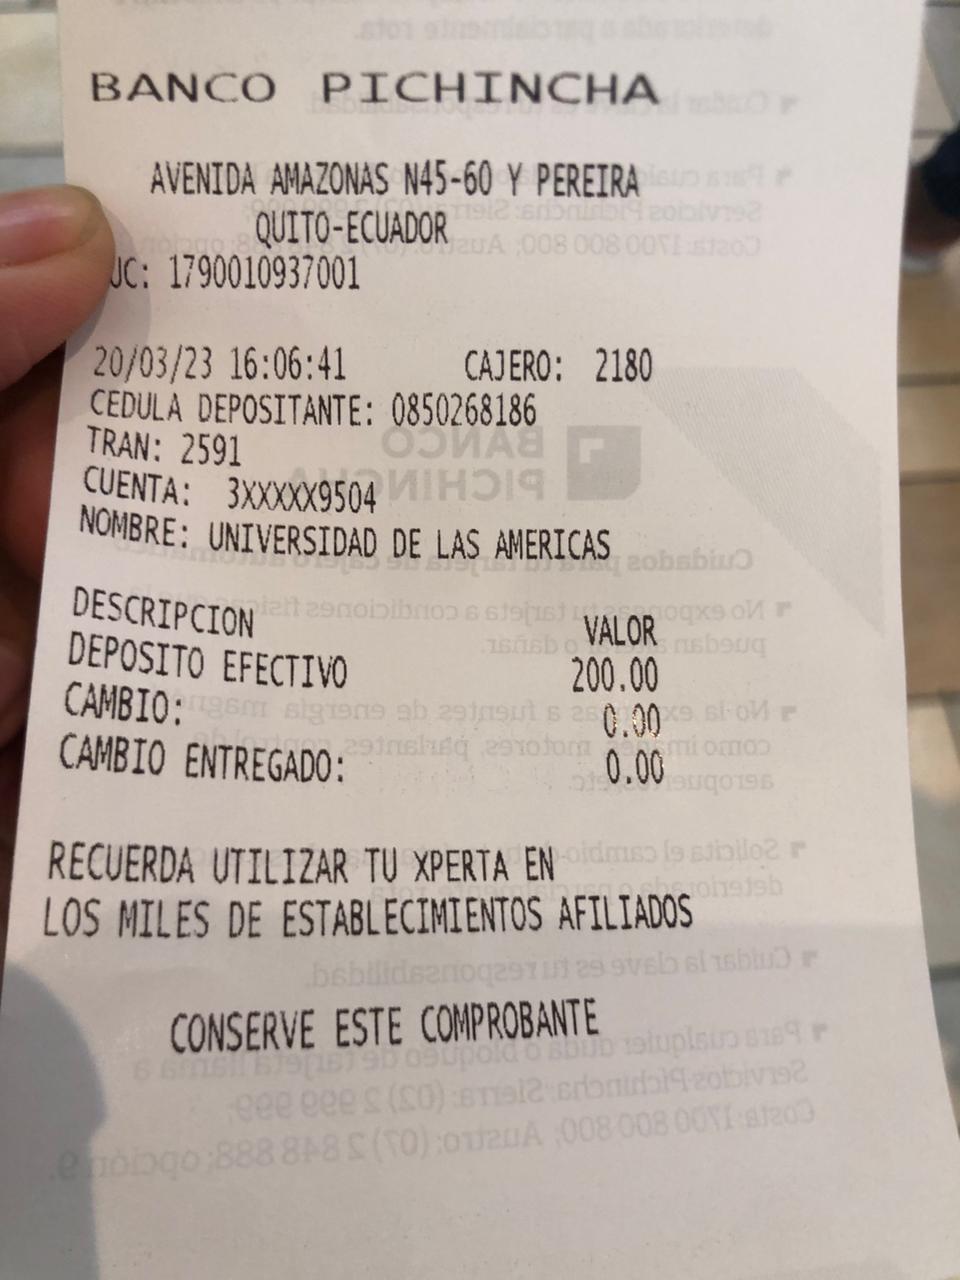 BANCO PICHINCHA
AVENIDA AMAZONAS N45-60 Y PEREIRA
QUITO-ECUADOR
UC: 1790010937001
20/03/23 16:06:41 CAJERO: 2180
CEDULA DEPOSITANTE: 0850268186
TRAN: 2591
CUENTA: 3XXXXX9504
NOMBRE: UNIVERSIDAD DE LAS AMERICAS
DESCRIPCION VALOR
DEPOSITO EFECTIVO 200.00
CAMBIO: 0.00
CAMBIO ENTREGADO: 0.00
RECUERDA UTILIZAR TU XPERTA EN
LOS MILES DE ESTABLECIMIENTOS AFILIADOS
CONSERVE ESTE COMPROBANTE